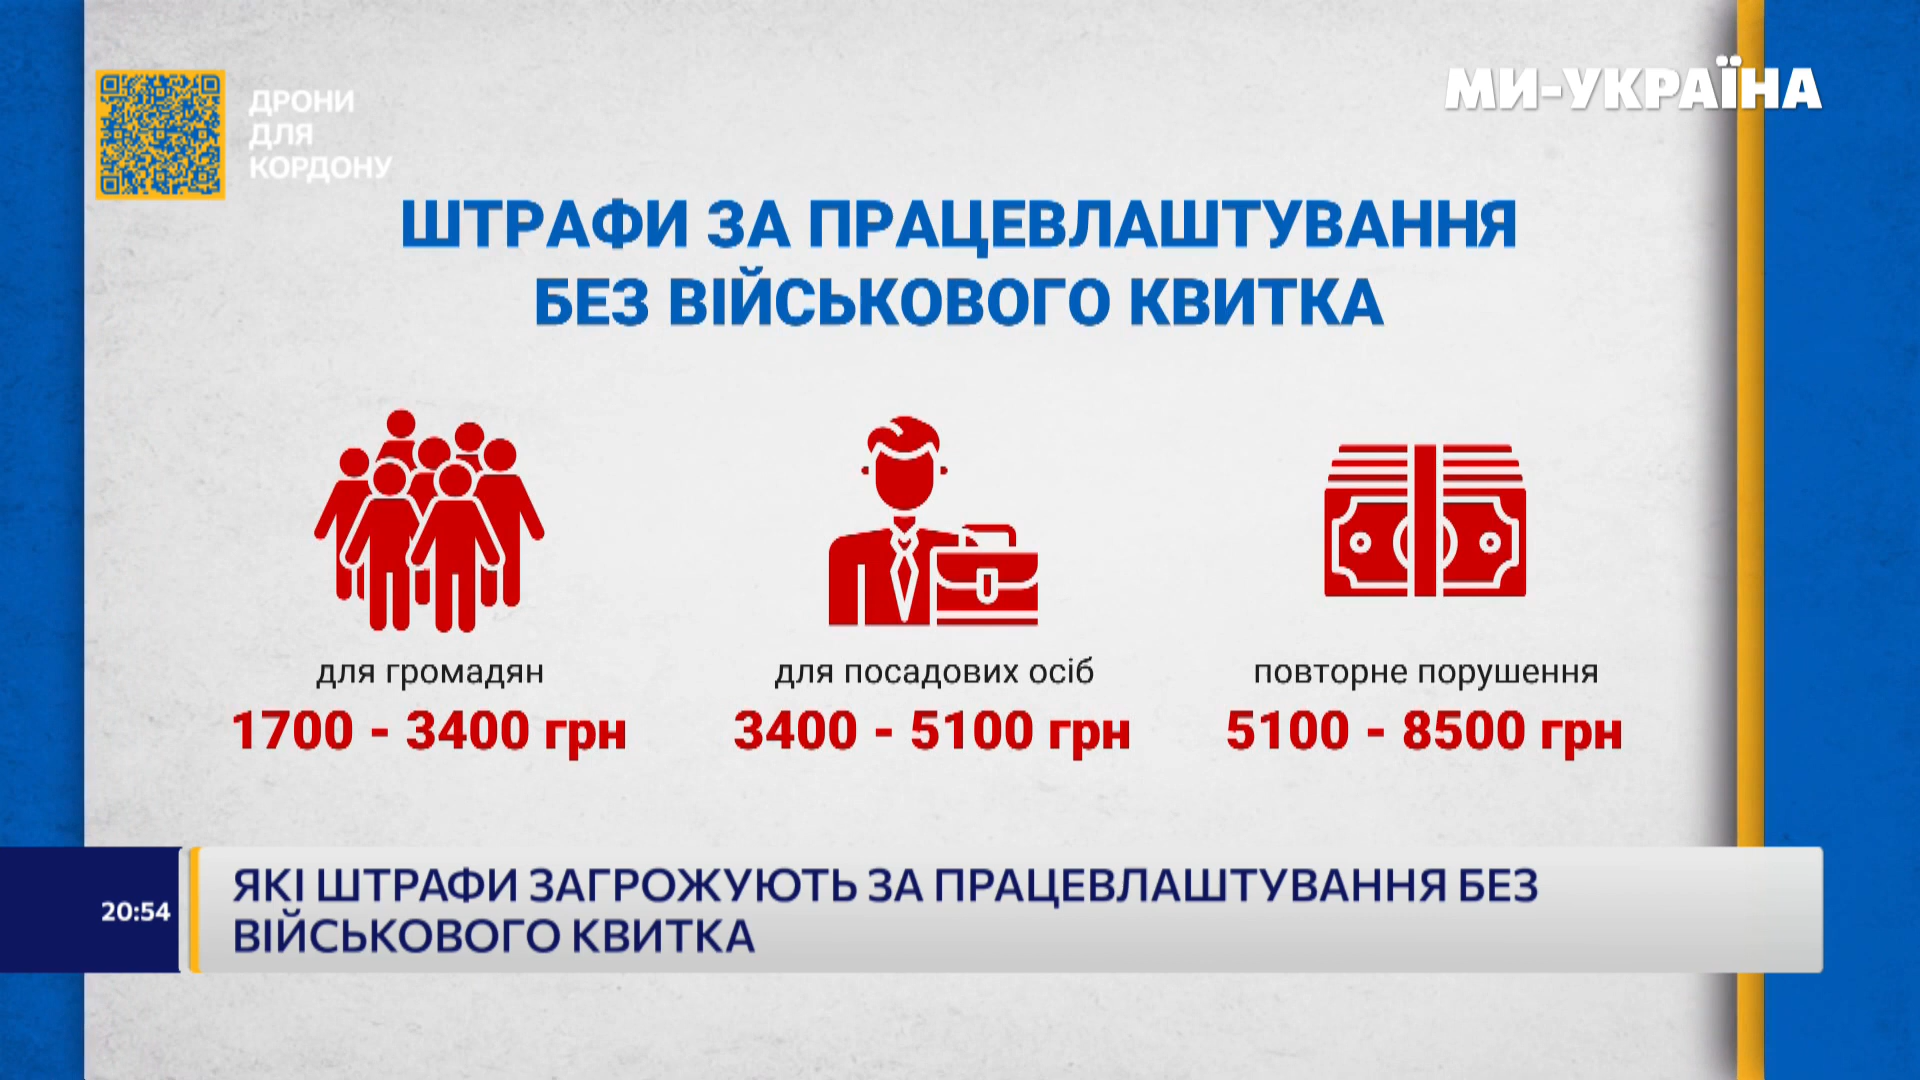 ДРОНИ
ДЛЯ
КОРДОНУ
МИ-УКРАЇНА
ШТРАФИ ЗА ПРАЦЕВЛАШТУВАННЯ
БЕЗ ВІЙСЬКОВОГО КВИТКА
для громадян
1700 - 3400 грн
для посадових осіб
3400 - 5100 грн
повторне порушення
5100 - 8500 грн
20:54
ЯКІ ШТРАФИ ЗАГРОЖУЮТЬ ЗА ПРАЦЕВЛАШТУВАННЯ БЕЗ
ВІЙСЬКОВОГО КВИТКА